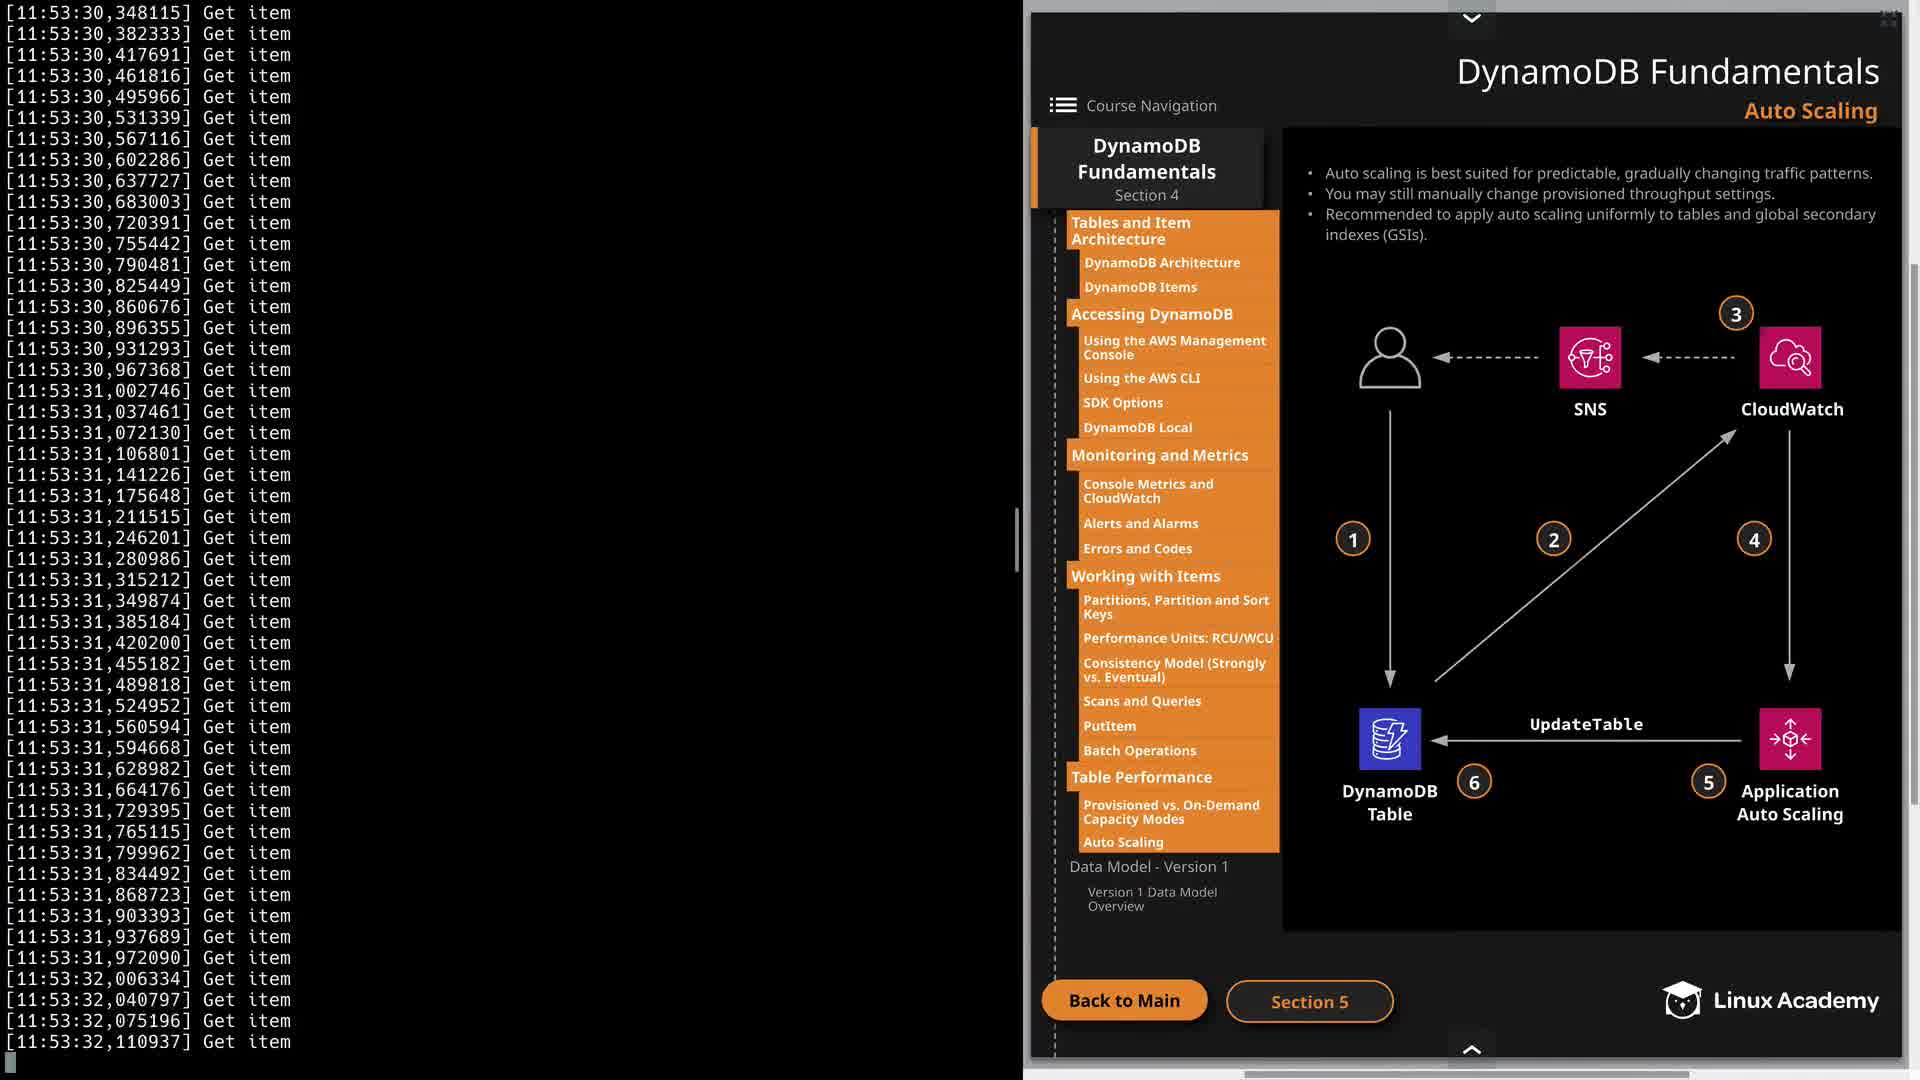 [11:53:30,348115] Get item
[11:53:30,382333] Get item
[11:53:30,417691] Get item
[11:53:30,461816] Get item
[11:53:30,495966] Get item
[11:53:30,531339] Get item
[11:53:30,567116] Get item
[11:53:30,602286] Get item
[11:53:30,637727] Get item
[11:53:30,683003] Get item
[11:53:30,720391] Get item
[11:53:30,755442] Get item
[11:53:30,790481] Get item
[11:53:30,825449] Get item
[11:53:30,860676] Get item
[11:53:30,896355] Get item
[11:53:30,931293] Get item
[11:53:30,967368] Get item
[11:53:31,002746] Get item
[11:53:31,037461] Get item
[11:53:31,072130] Get item
[11:53:31,106801] Get item
[11:53:31,141226] Get item
[11:53:31,175648] Get item
[11:53:31,211515] Get item
[11:53:31,246201] Get item
[11:53:31,280986] Get item
[11:53:31,315212] Get item
[11:53:31,349874] Get item
[11:53:31,385184] Get item
[11:53:31,420200] Get item
[11:53:31,455182] Get item
[11:53:31,489818] Get item
[11:53:31,524952] Get item
[11:53:31,560594] Get item
[11:53:31,594668] Get item
[11:53:31,628982] Get item
[11:53:31,664176] Get item
[11:53:31,729395] Get item
[11:53:31,765115] Get item
[11:53:31,799962] Get item
[11:53:31,834492] Get item
[11:53:31,868723] Get item
[11:53:31,903393] Get item
[11:53:31,937689] Get item
[11:53:31,972090] Get item
[11:53:32,006334] Get item
[11:53:32,040797] Get item
[11:53:32,075196] Get item
[11:53:32,110937] Get item
DynamoDB Fundamentals
Auto Scaling
Course Navigation
DynamoDB
Fundamentals
Section 4
Tables and Item
Architecture
DynamoDB Architecture
DynamoDB Items
Accessing DynamoDB
Using the AWS Management
Console
Using the AWS CLI
SDK Options
DynamoDB Local
Monitoring and Metrics
Console Metrics and
CloudWatch
Alerts and Alarms
Errors and Codes
Working with Items
Partitions, Partition and Sort
Keys
Performance Units: RCU/WCU
Consistency Model (Strongly
vs. Eventual)
Scans and Queries
PutItem
Batch Operations
Table Performance
Provisioned vs. On-Demand
Capacity Modes
Auto Scaling
Data Model - Version 1
Version 1 Data Model
Overview
• Auto scaling is best suited for predictable, gradually changing traffic patterns.
• You may still manually change provisioned throughput settings.
• Recommended to apply auto scaling uniformly to tables and global secondary
indexes (GSIs).
3
SNS
CloudWatch
1
2
4
UpdateTable
6
5
DynamoDB
Table
Application
Auto Scaling
Back to Main
Section 5
Linux Academy